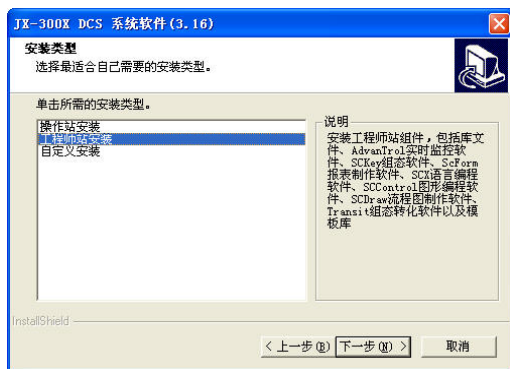 JX-300X DCS 系统软件(3.16)
安装类型
选择最适合自己需要的安装类型。
单击所需的安装类型。
操作站安装
工程师站安装
自定义安装
说明
安装工程师站组件，包括库文
件、AdvanTrol实时监控软
件、SCKey组态软件、ScForm
报表制作软件、SCX语言编程
软件、SCControl图形编程软
件、SCDraw流程图制作软件、
Transit组态转化软件以及模
板库
InstallShield
< 上一步(B)
下一步(N) >
取消